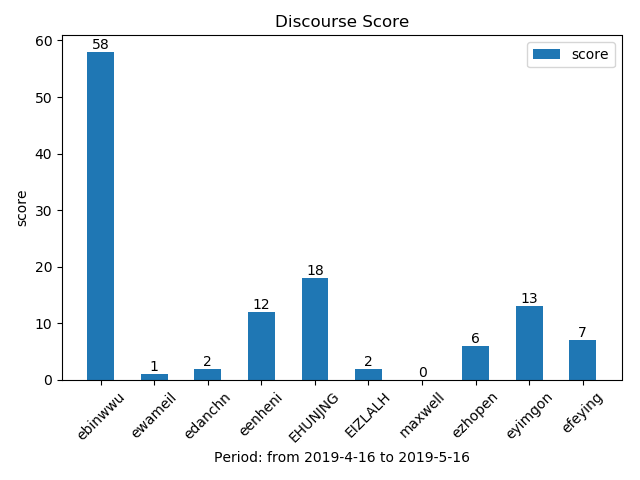 Discourse Score
score
60
50
40
30
20
10
0
score
58
1
2
12
18
2
0
6
13
7
ebinwwu
ewameil
edanchn
eenheni
EHUNJNG
EIZLALH
maxwell
ezhopen
eyimgon
efeying
Period: from 2019-4-16 to 2019-5-16